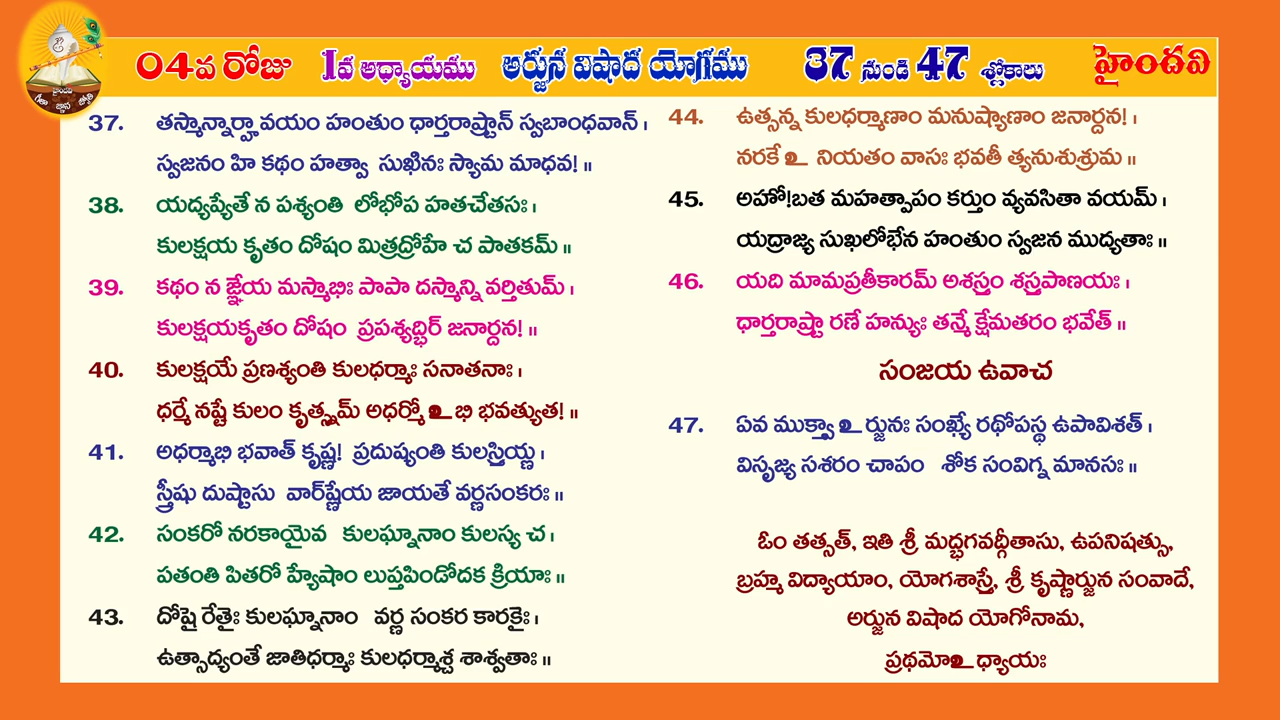 04వ రోజు 1వ అధ్యాయము అర్జున విషాద యోగము 37 నుండి 47 శ్లోకాలు హైందవి
హైందవి
గీతా జ్ఞాన జ్యోతి
37. తస్మాన్నార్హా వయం హంతుం ధార్తరాష్ట్రాన్ స్వబాంధవాన్ ।
స్వజనం హి కథం హత్వా సుఖినః స్యామ మాధవ! ॥
38. యద్యప్యేతే న పశ్యంతి లోభోప హతచేతసః ।
కులక్షయ కృతం దోషం మిత్రద్రోహే చ పాతకమ్ ॥
39. కథం న జ్ఞేయ మస్మాభిః పాపా దస్మాన్ని వర్తితుమ్ ।
కులక్షయకృతం దోషం ప్రపశ్యద్భిర్ జనార్దన! ॥
40. కులక్షయే ప్రణశ్యంతి కులధర్మాః సనాతనాః ।
ధర్మే నష్టే కులం కృత్స్నమ్ అధర్మోఽభి భవత్యుత! ॥
41. అధర్మాభి భవాత్ కృష్ణ! ప్రదుష్యంతి కులస్త్రియ్ణ ।
స్త్రీషు దుష్టాసు వార్‌ష్ణేయ జాయతే వర్ణసంకరః ॥
42. సంకరో నరకాయైవ కులఘ్నానాం కులస్య చ ।
పతంతి పితరో హ్యేషాం లుప్తపిండోదక క్రియాః ॥
43. దోషై రేతైః కులఘ్నానాం వర్ణ సంకర కారకైః ।
ఉత్సాద్యంతే జాతిధర్మాః కులధర్మాశ్చ శాశ్వతాః ॥
44. ఉత్సన్న కులధర్మాణాం మనుష్యాణాం జనార్దన! ।
నరకేఽ నియతం వాసః భవతీ త్యనుశుశ్రుమ ॥
45. అహో!బత మహత్పాపం కర్తుం వ్యవసితా వయమ్ ।
యద్రాజ్య సుఖలోభేన హంతుం స్వజన ముద్యతాః ॥
46. యది మామప్రతీకారమ్ అశస్త్రం శస్త్రపాణయః ।
ధార్తరాష్ట్రా రణే హన్యుః తన్మే క్షేమతరం భవేత్ ॥
సంజయ ఉవాచ
47. ఏవ ముక్త్వాఽర్జునః సంఖ్యే రథోపస్థ ఉపావిశత్ ।
విసృజ్య సశరం చాపం శోక సంవిగ్న మానసః ॥
ఓం తత్సత్, ఇతి శ్రీ మద్భగవద్గీతాసు, ఉపనిషత్సు,
బ్రహ్మ విద్యాయాం, యోగశాస్త్రే, శ్రీ కృష్ణార్జున సంవాదే,
అర్జున విషాద యోగోనామ,
ప్రథమోఽధ్యాయః